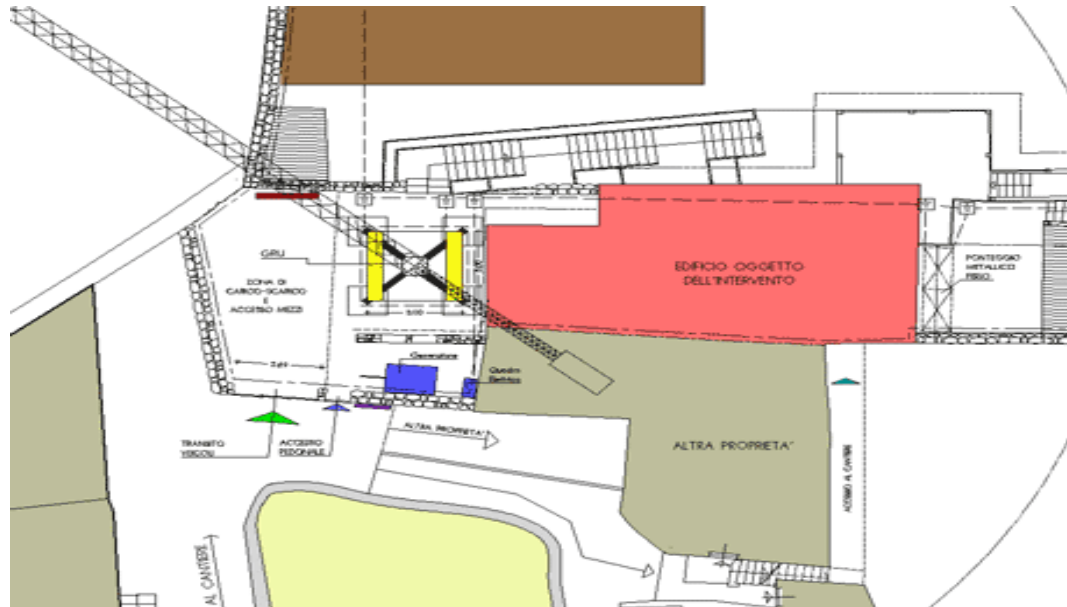 GRU
ZONA DI
CARICO-SCARICO
E
ACCESSO MEZZI
EDIFICIO OGGETTO
DELL'INTERVENTO
PONTEGGIO
METALLICO
FISSO
Generatore
Quadro
Elettrico
TRANSITO
VEICOLI
ACCESSO
PEDONALE
ALTRA PROPRIETA'
ALTRA PROPRIETA'
ACCESSO AL CANTIERE
AL CANTIERE